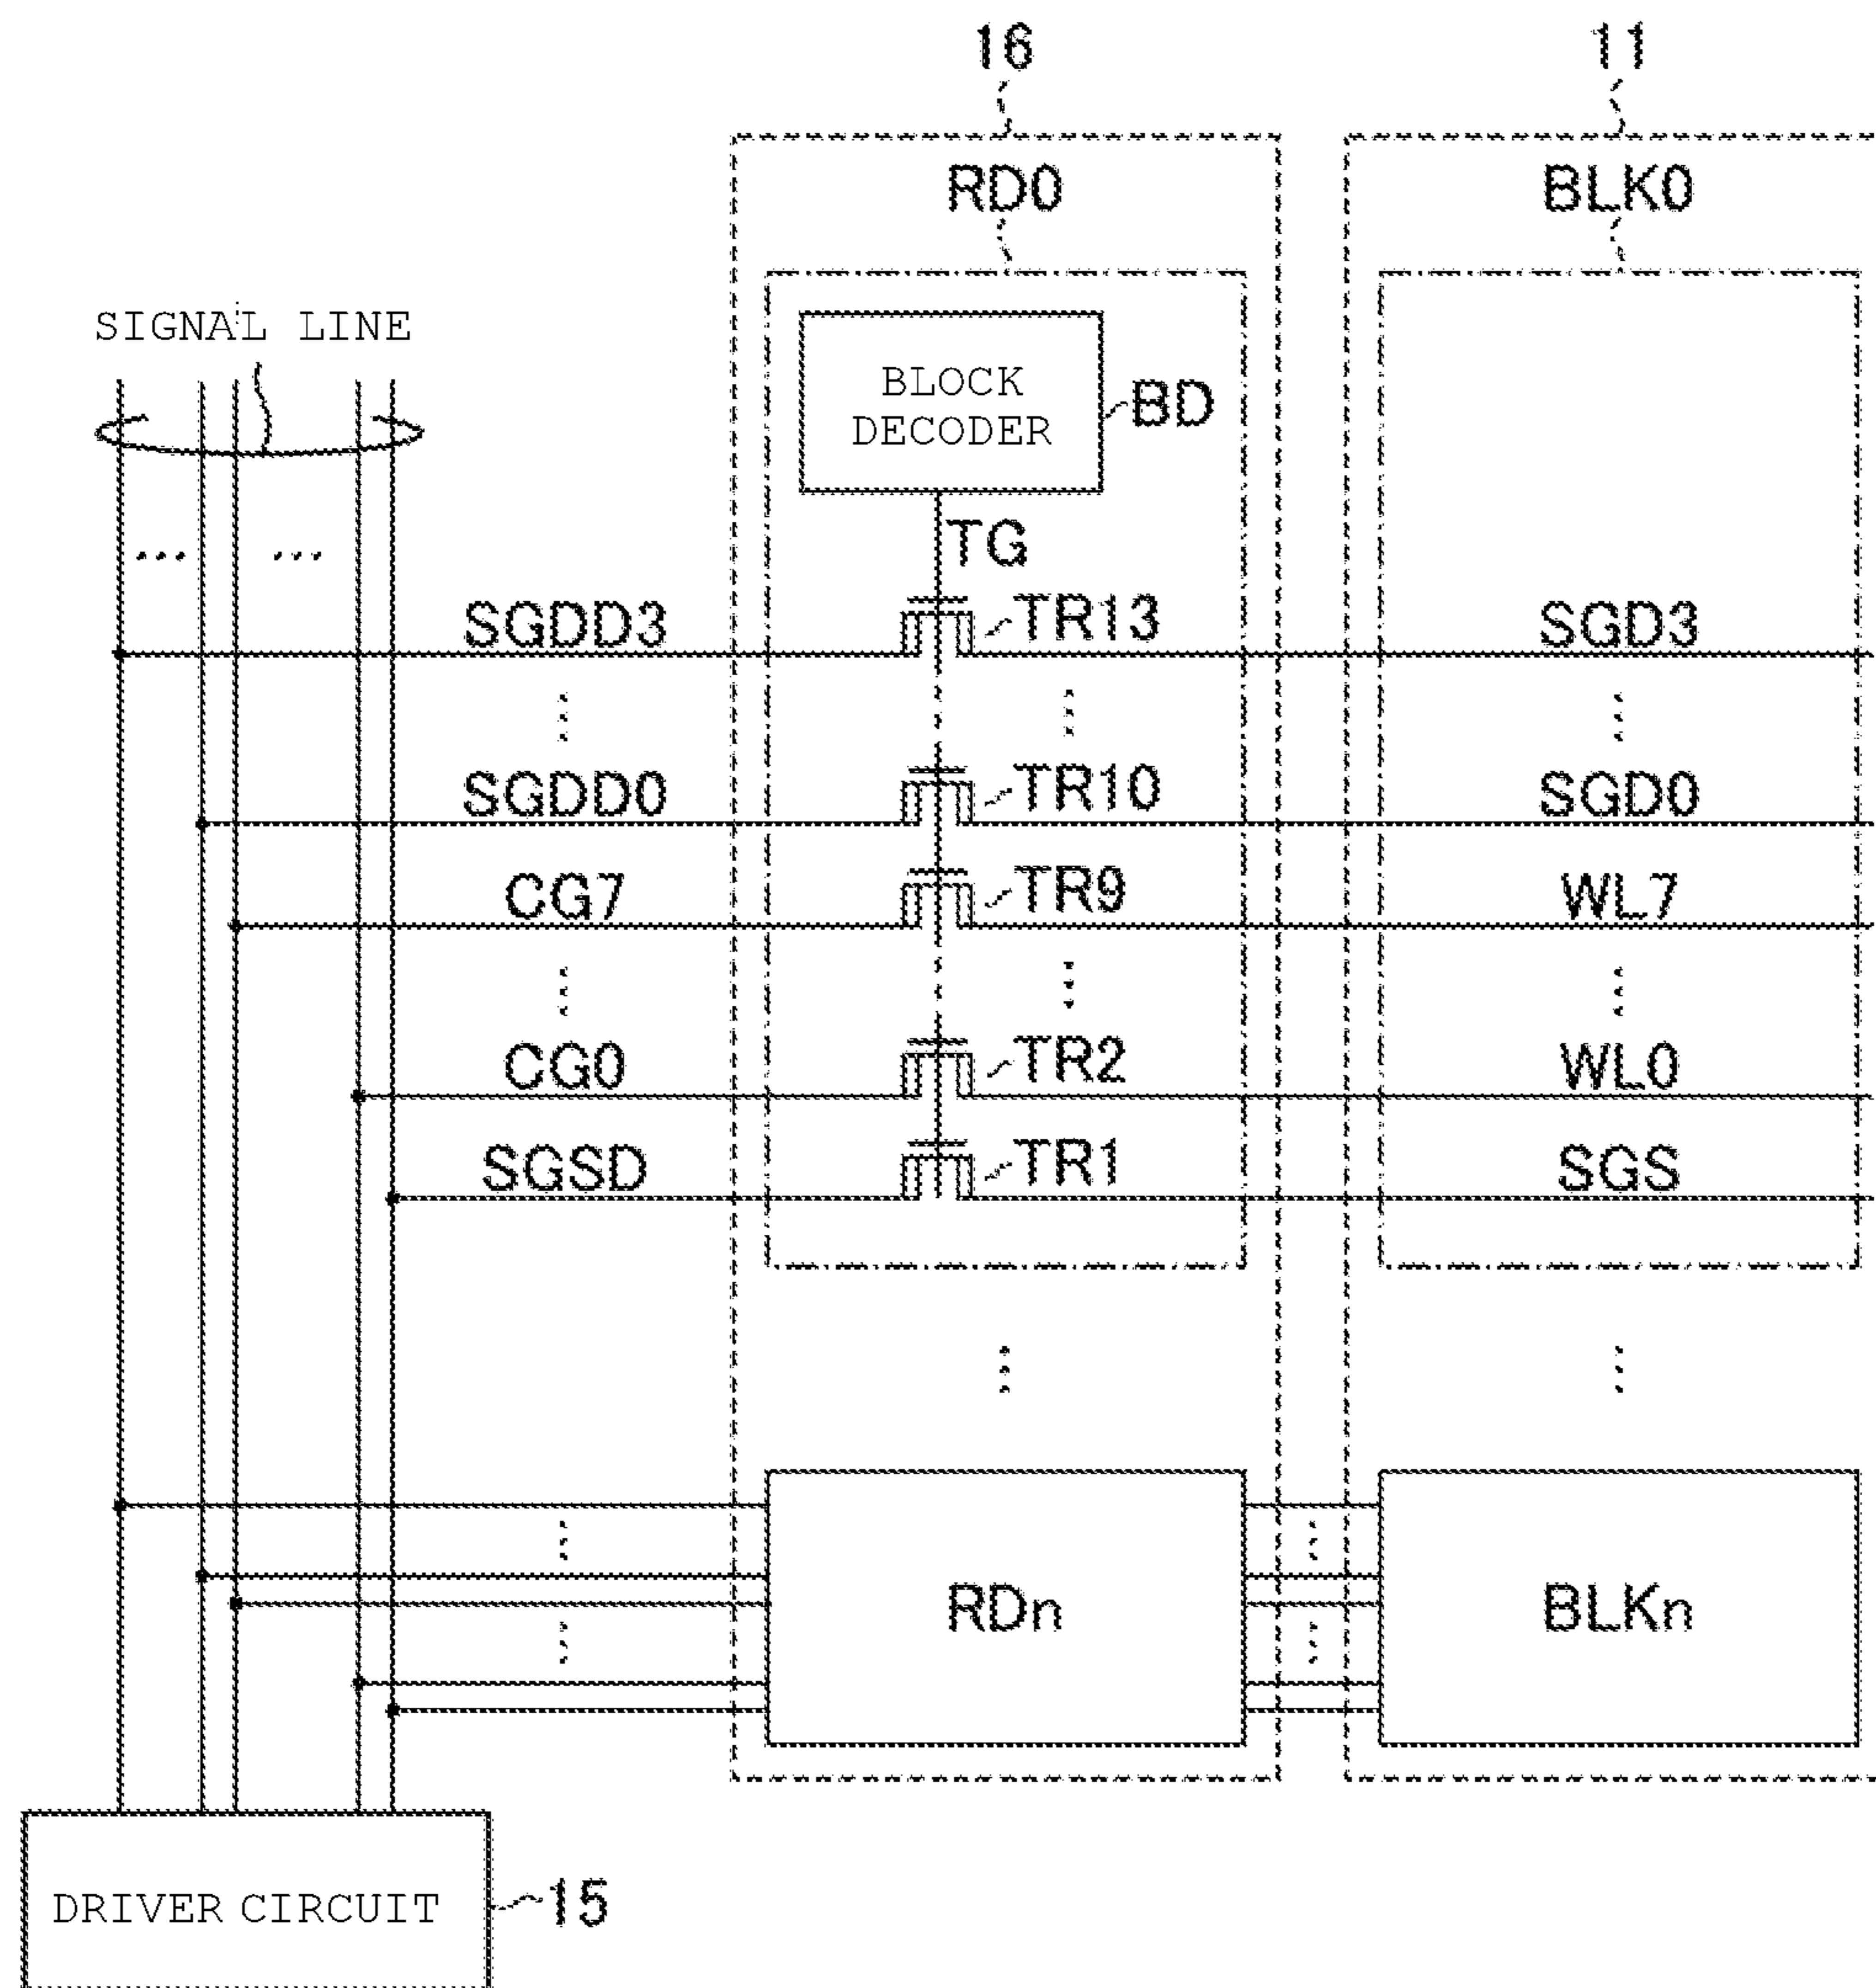 16
11
RD0
BLK0
SIGNAL LINE
BLOCK
DECODER
BD
... ...
TG
SGDD3
TR13
SGD3
SGDD0
TR10
SGD0
CG7
TR9
WL7
CG0
TR2
WL0
SGSD
TR1
SGS
RDn
BLKn
DRIVER CIRCUIT
15